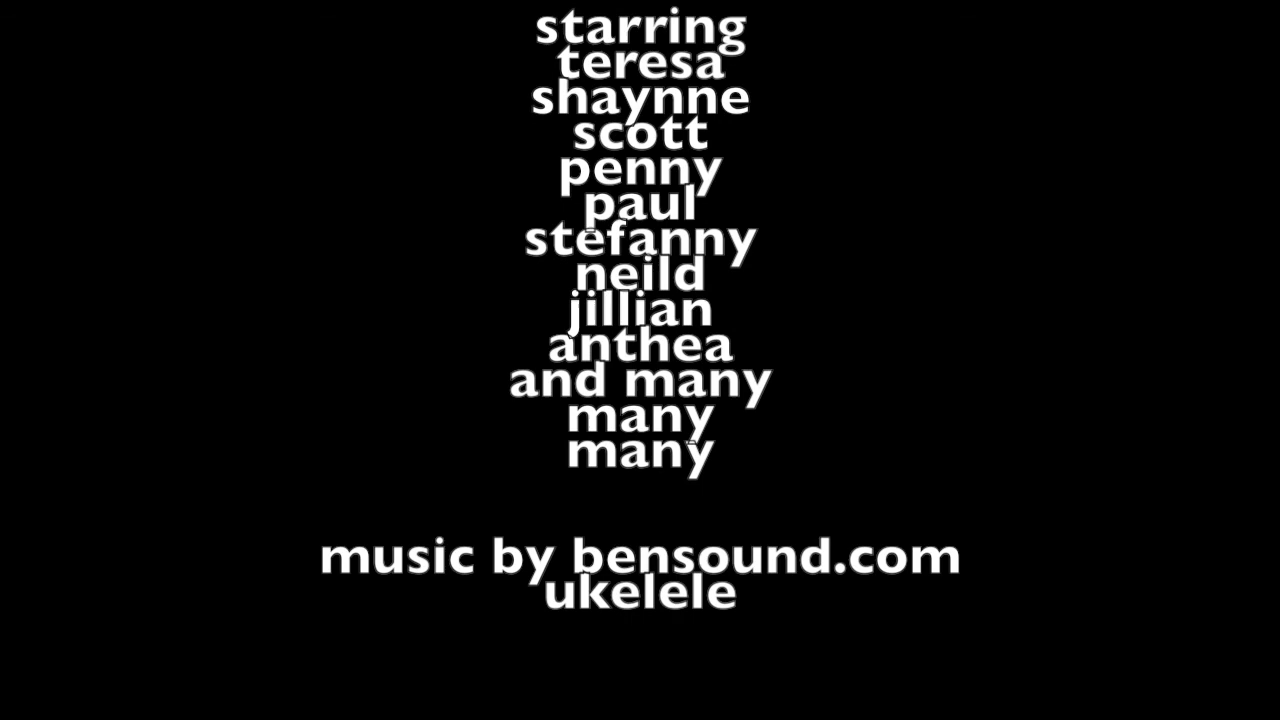 starring
teresa
shaynne
scott
penny
paul
stefanny
neild
jillian
anthea
and many
many
many
music by bensound.com
ukelele